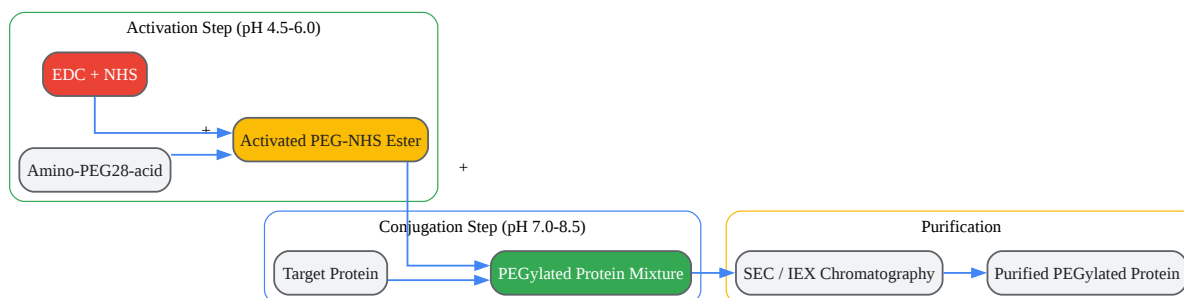 Activation Step (pH 4.5-6.0)
EDC + NHS
+
Activated PEG-NHS Ester
Amino-PEG28-acid
+
Conjugation Step (pH 7.0-8.5)
Purification
Target Protein
PEGylated Protein Mixture
SEC / IEX Chromatography
Purified PEGylated Protein